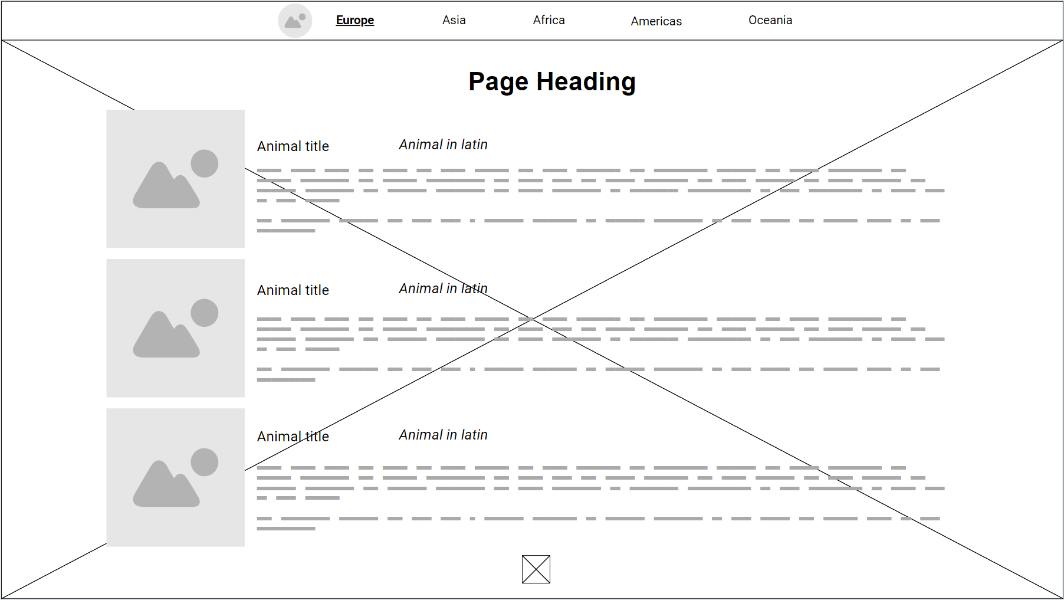 Europe Asia Africa Americas Oceania
Page Heading
Animal title Animal in latin
Animal title Animal in latin
Animal title Animal in latin